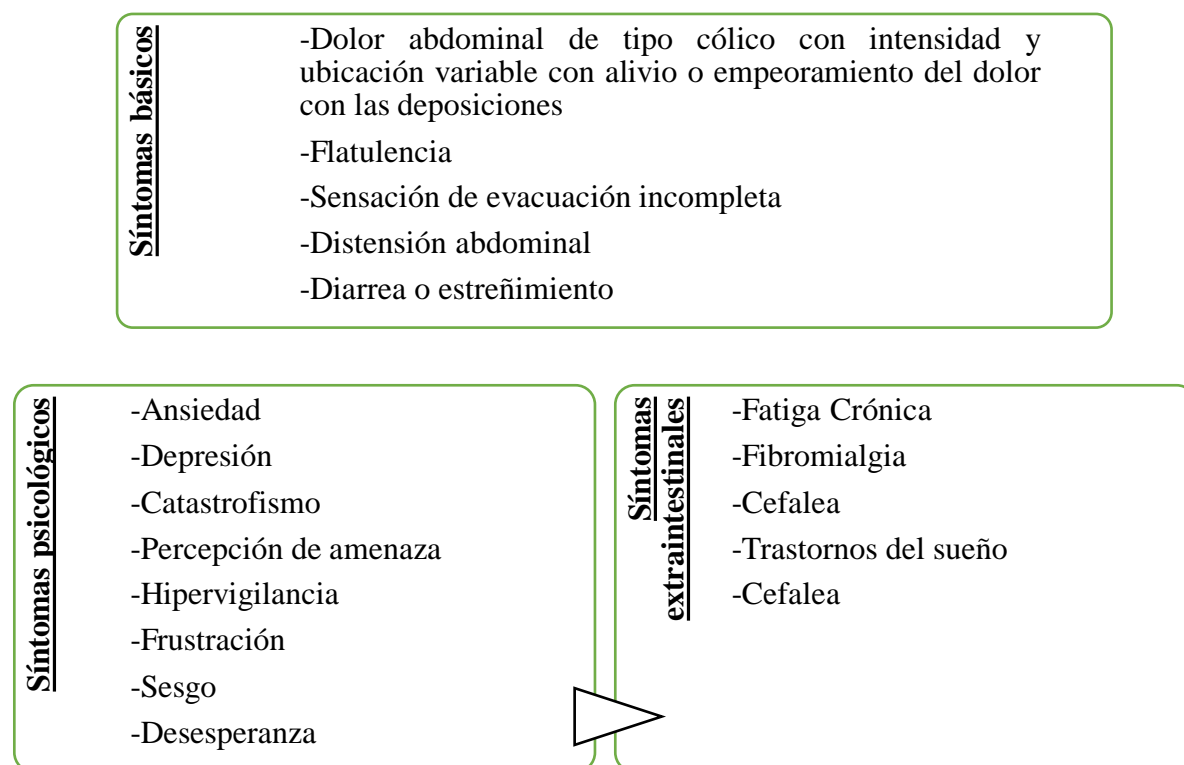 Síntomas básicos
-Dolor abdominal de tipo cólico con intensidad y
ubicación variable con alivio o empeoramiento del dolor
con las deposiciones
-Flatulencia
-Sensación de evacuación incompleta
-Distensión abdominal
-Diarrea o estreñimiento
Síntomas psicológicos
-Ansiedad
-Depresión
-Catastrofismo
-Percepción de amenaza
-Hipervigilancia
-Frustración
-Sesgo
-Desesperanza
Síntomas
extraintestinales
-Fatiga Crónica
-Fibromialgia
-Cefalea
-Trastornos del sueño
-Cefalea